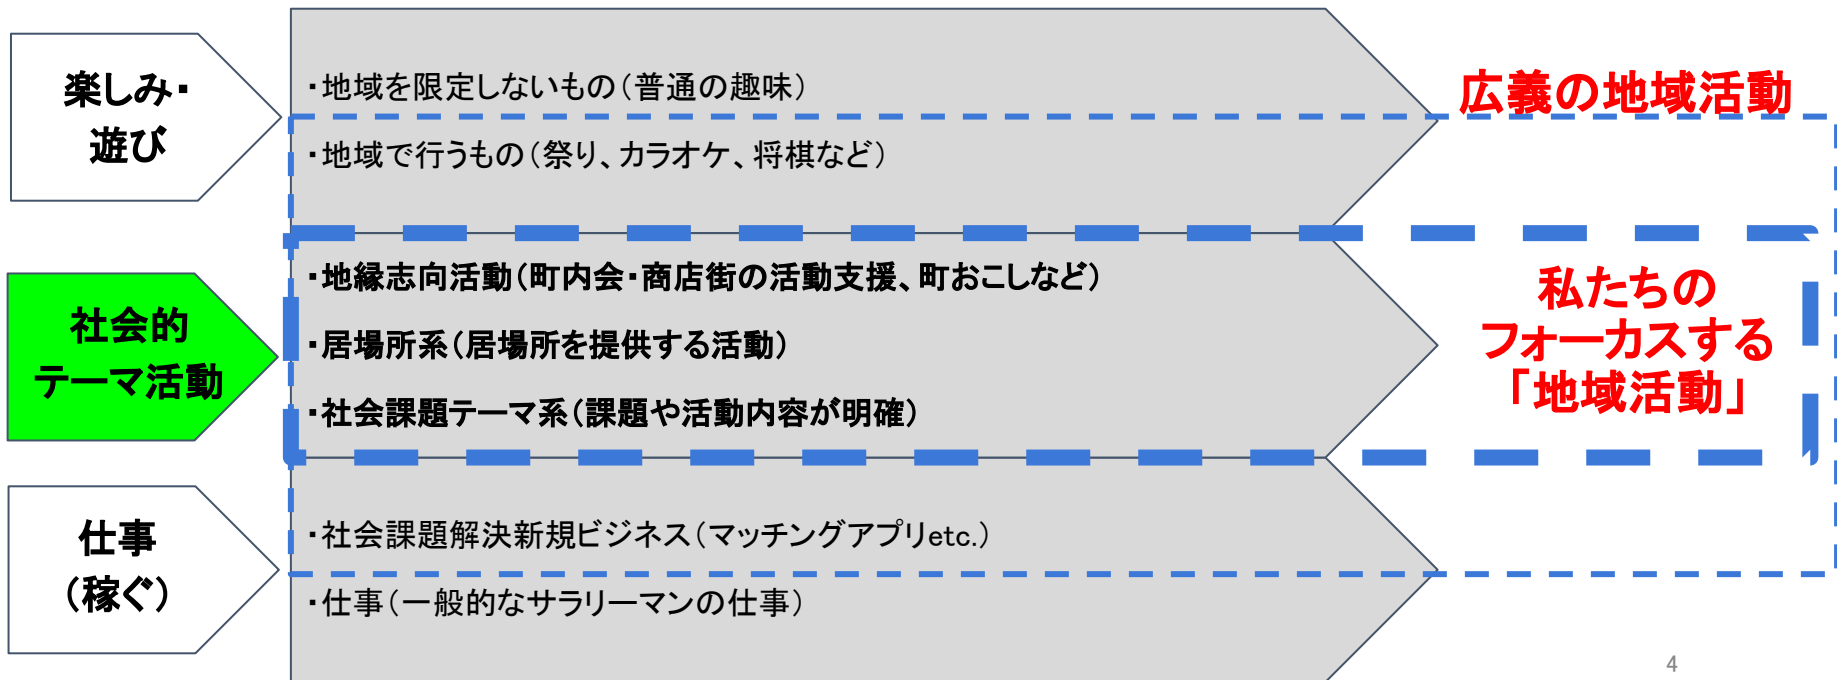 楽しみ・
遊び
・地域を限定しないもの（普通の趣味）
・地域で行うもの（祭り、カラオケ、将棋など）
広義の地域活動
社会的
テーマ活動
・地縁志向活動（町内会・商店街の活動支援、町おこしなど）
・居場所系（居場所を提供する活動）
・社会課題テーマ系（課題や活動内容が明確）
私たちの
フォーカスする
「地域活動」
仕事
（稼ぐ）
・社会課題解決新規ビジネス（マッチングアプリetc.）
・仕事（一般的なサラリーマンの仕事）
4